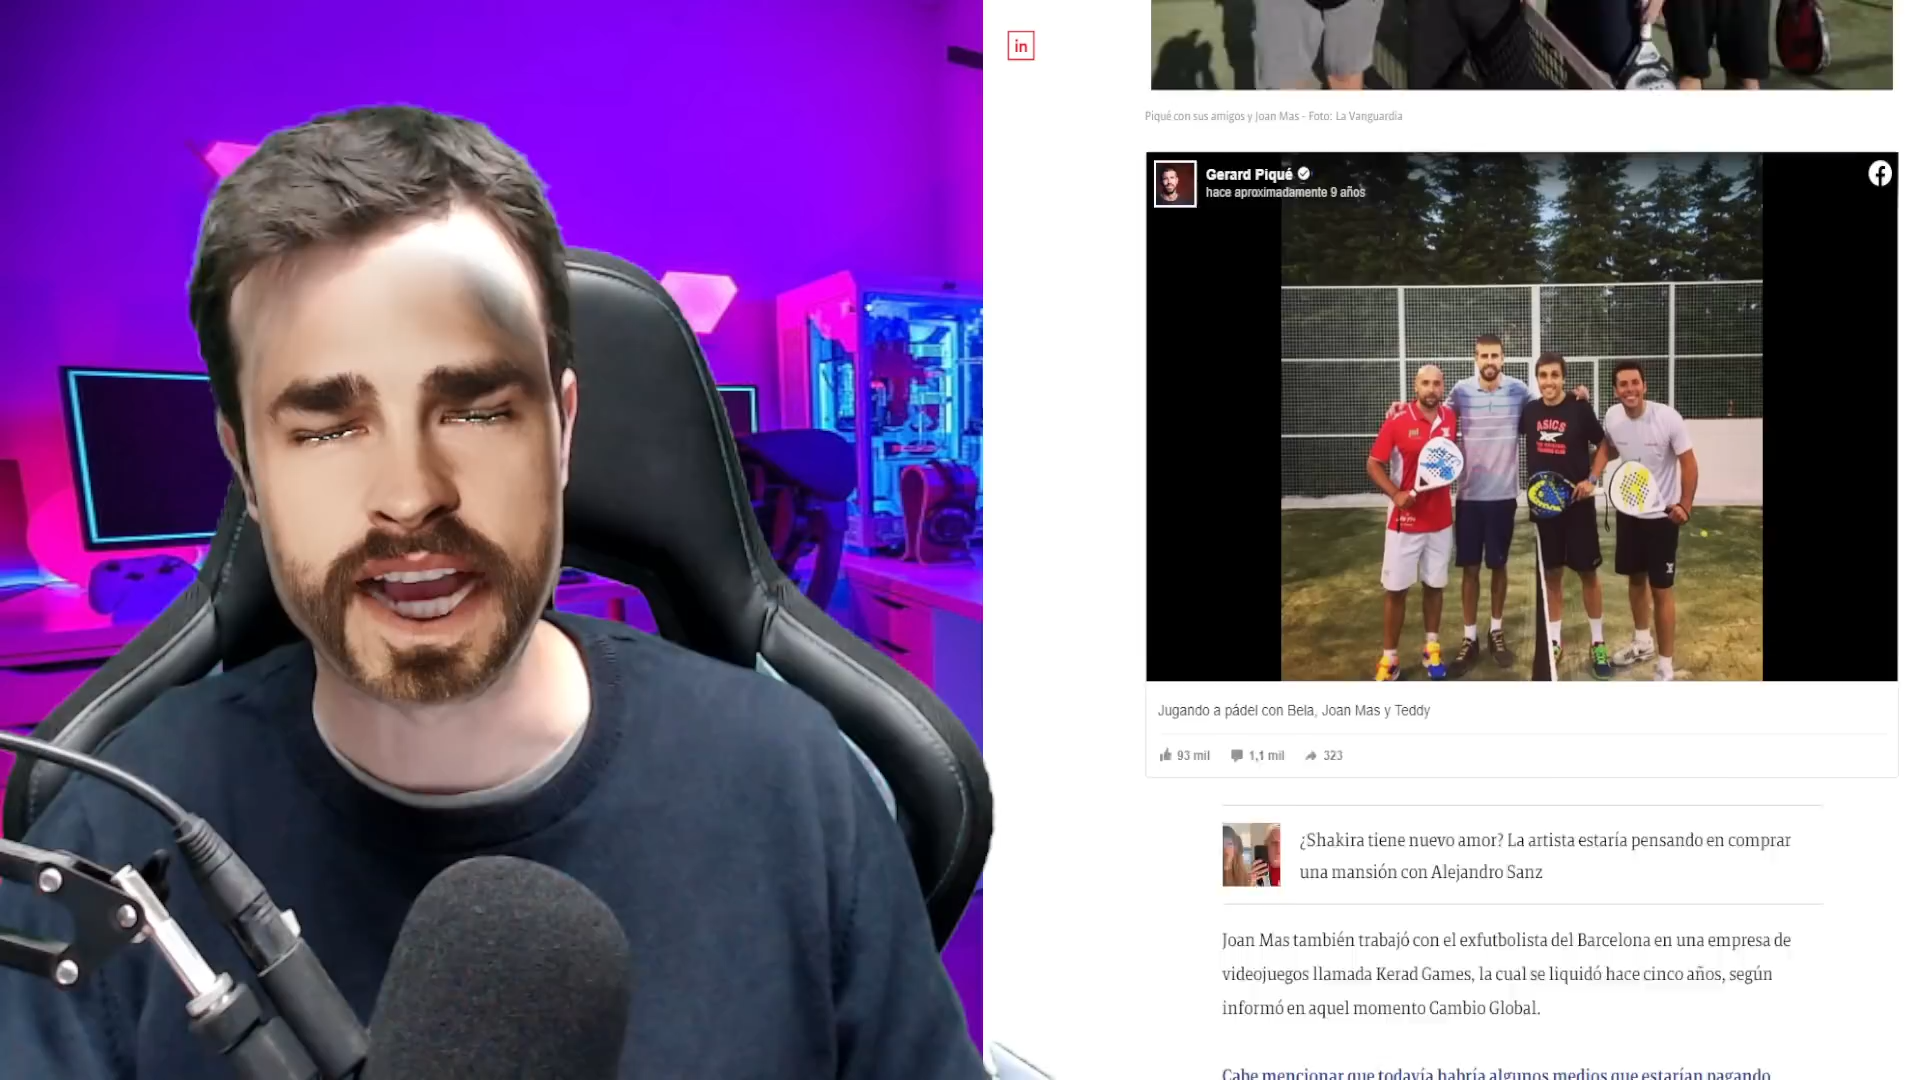 in
Piqué con sus amigos y Joan Mas - Foto: La Vanguardia
Gerard Piqué
hace aproximadamente 9 años
ASICS
Jugando a pádel con Bela, Joan Mas y Teddy
93 mil 1,1 mil 323
¿Shakira tiene nuevo amor? La artista estaría pensando en comprar
una mansión con Alejandro Sanz
Joan Mas también trabajó con el exfutbolista del Barcelona en una empresa de
videojuegos llamada Kerad Games, la cual se liquidó hace cinco años, según
informó en aquel momento Cambio Global.
Cabe mencionar que todavía habría algunos medios que estarían pagando